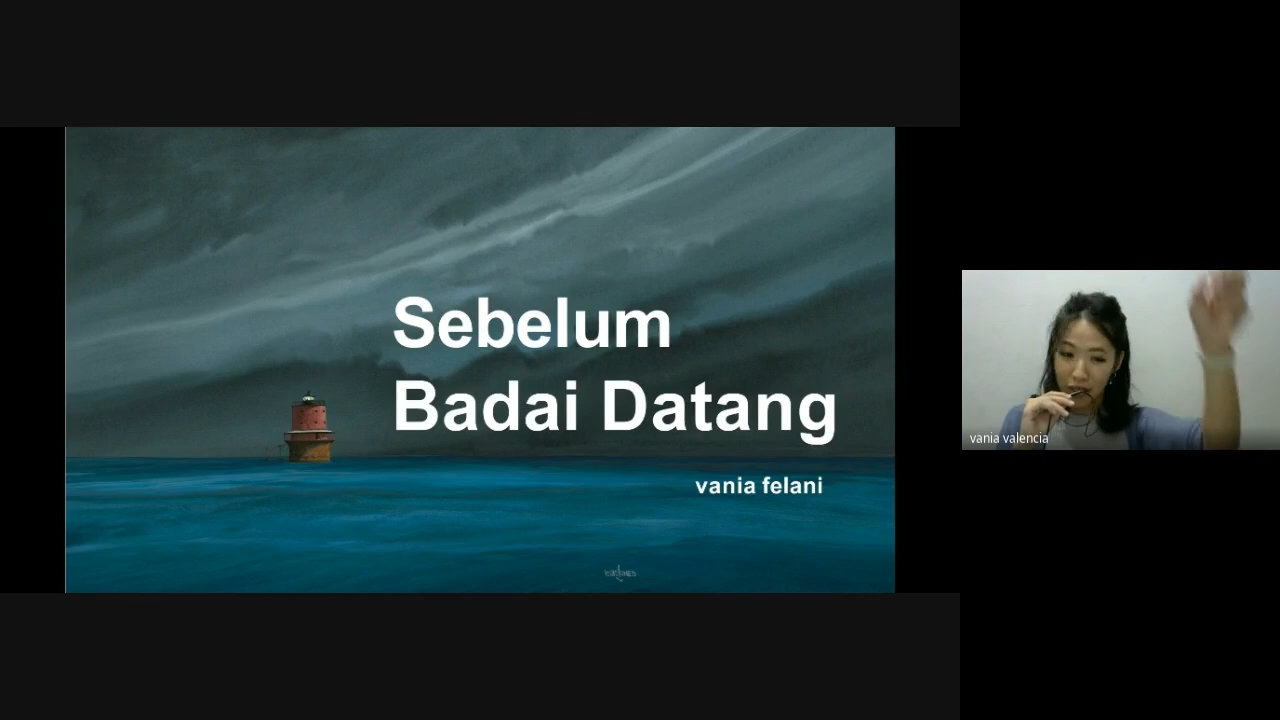 Sebelum
Badai Datang
vania felani
vania valencia